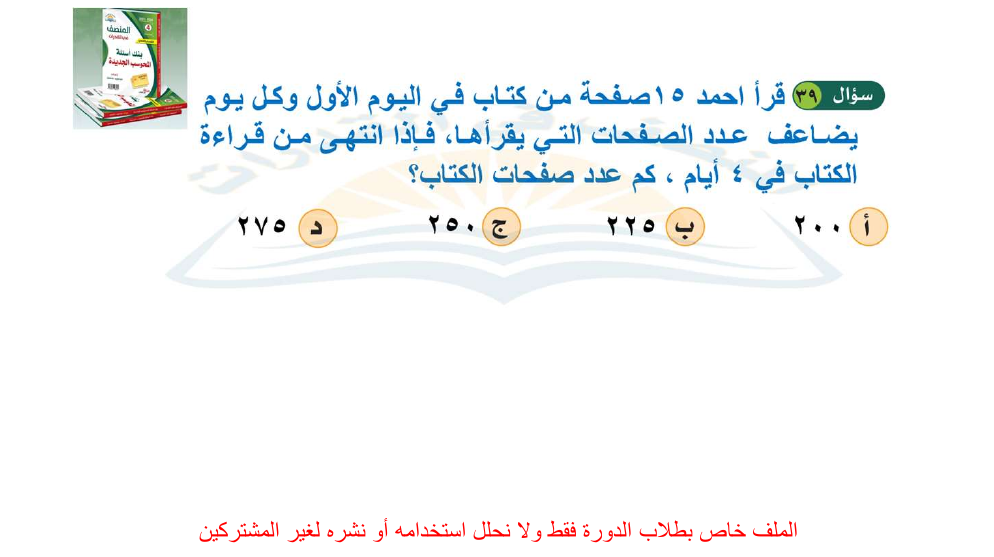 المنصف
بنك أسئلة
المحوسب الجديدة
سؤال ٣٩ قرأ احمد ١٥صفحة من كتاب في اليوم الأول وكل يوم
يضاعف عدد الصفحات التي يقرأها، فإذا انتهى من قراءة
الكتاب في ٤ أيام ، كم عدد صفحات الكتاب؟
أ ٢٠٠ ب ٢٢٥ ج ٢٥٠ د ٢٧٥
الملف خاص بطلاب الدورة فقط ولا نحلل استخدامه أو نشره لغير المشتركين